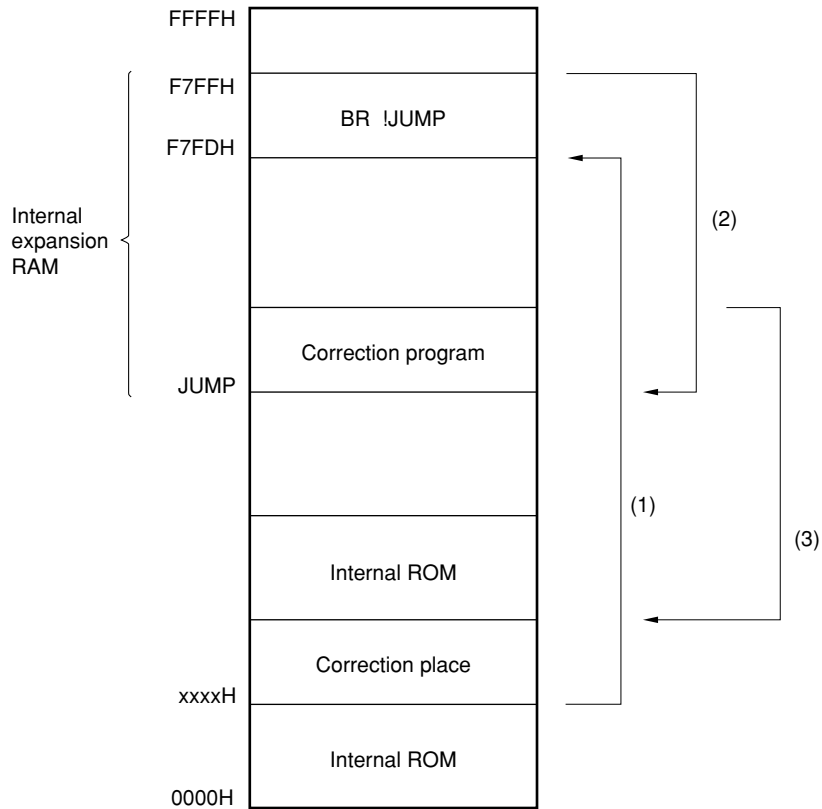 FFFFH
F7FFH
BR !JUMP
F7FDH
Internal
expansion
RAM
(2)
Correction program
JUMP
(1)
(3)
Internal ROM
Correction place
xxxxH
Internal ROM
0000H